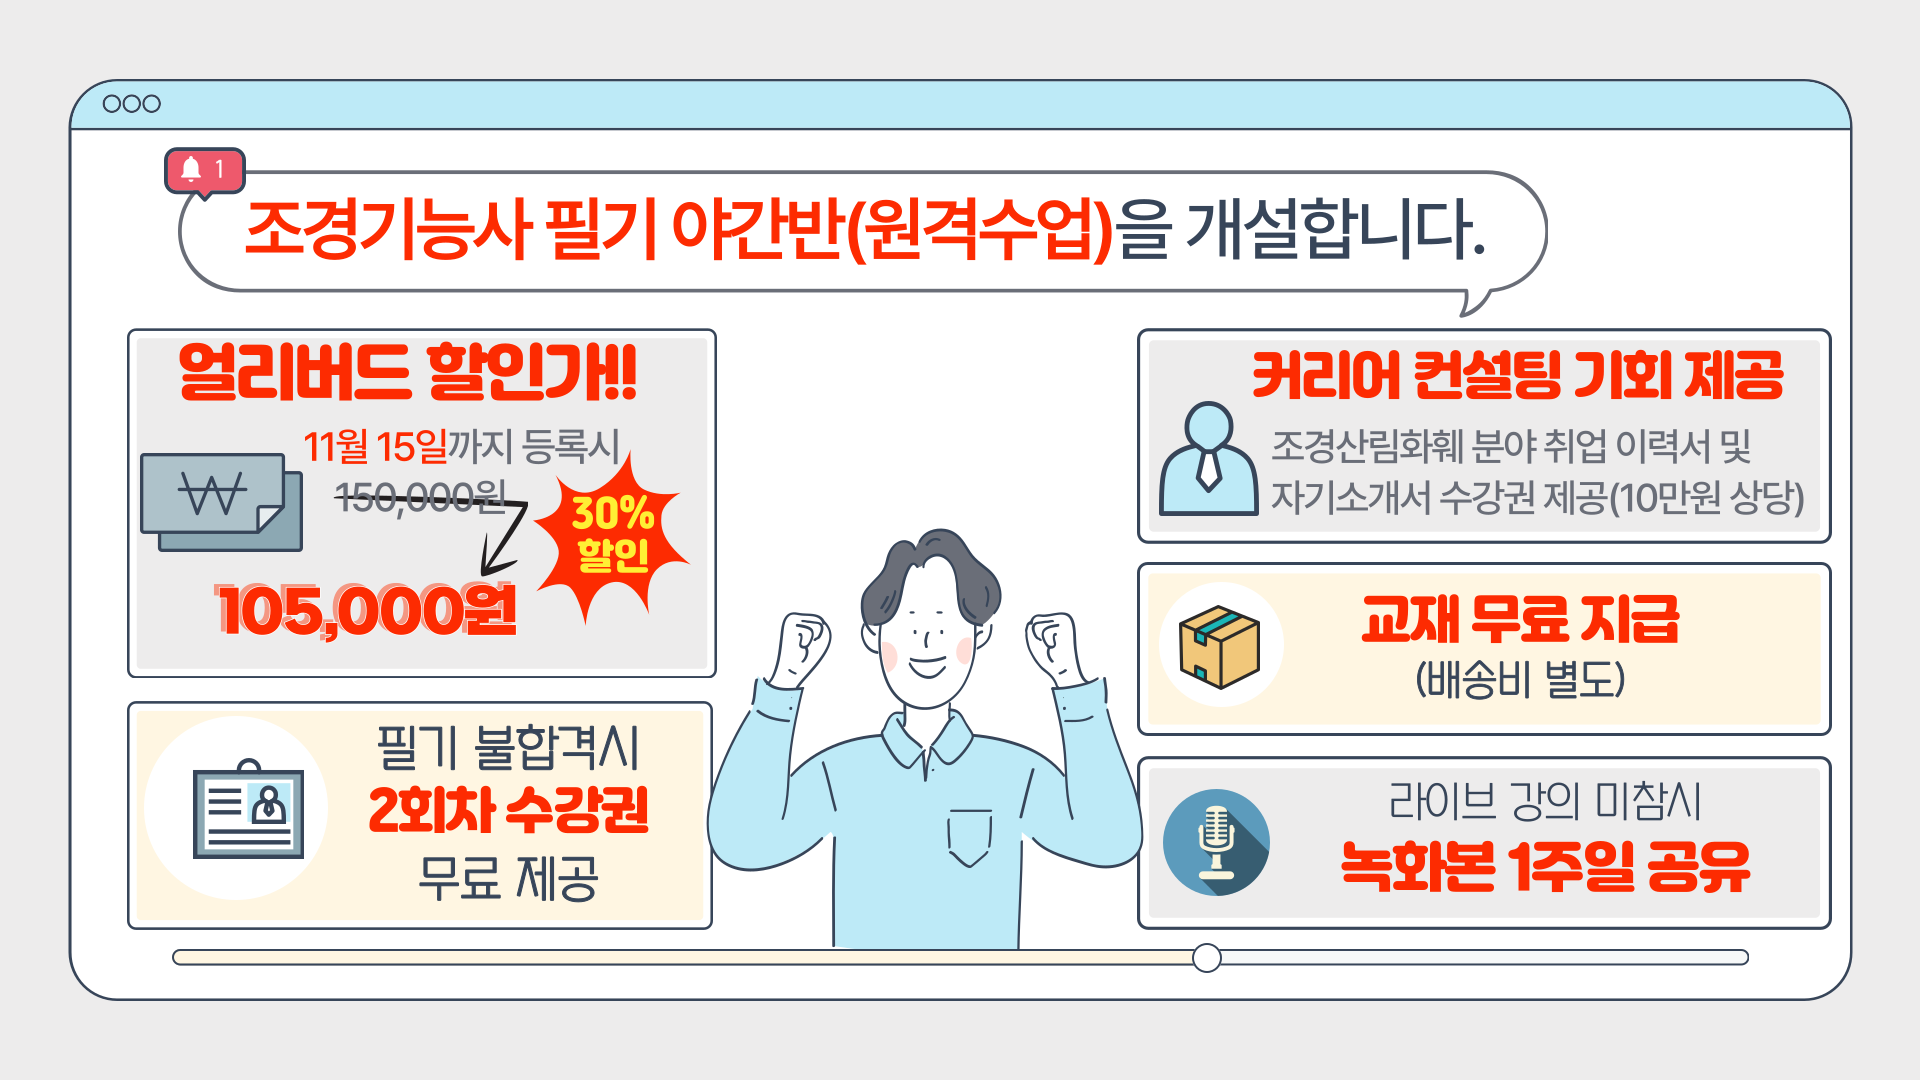 1
조경기능사 필기 야간반(원격수업)을 개설합니다.
얼리버드 할인가!!
11월 15일까지 등록시
150,000원
30%
할인
105,000원
필기 불합격시
2회차 수강권
무료 제공
커리어 컨설팅 기회 제공
조경산림화훼 분야 취업 이력서 및
자기소개서 수강권 제공(10만원 상당)
교재 무료 지급
(배송비 별도)
라이브 강의 미참시
녹화본 1주일 공유